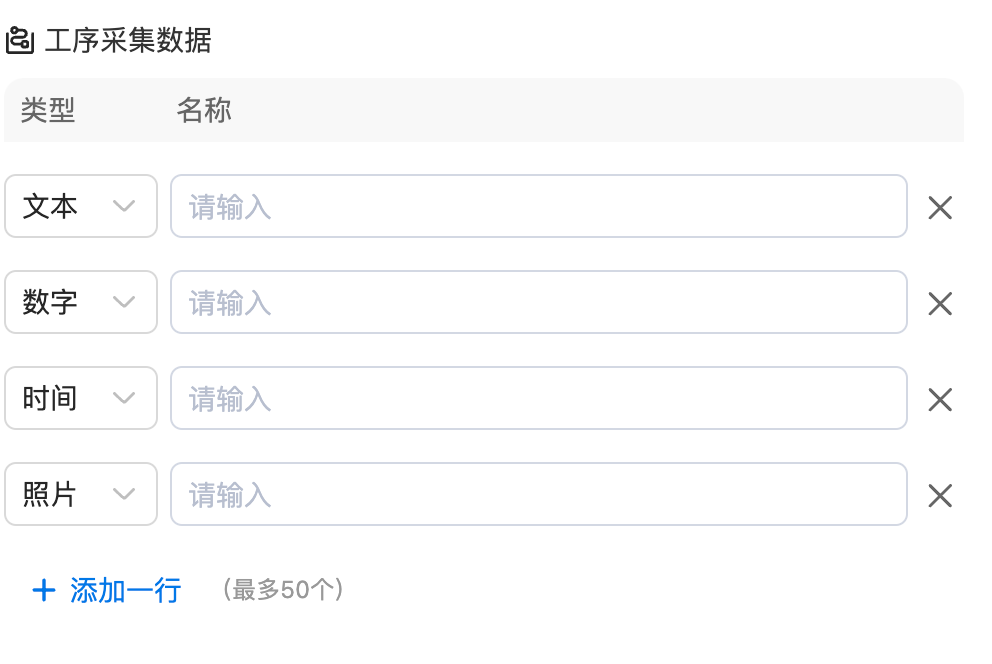 工序采集数据
类型 名称
文本 请输入
数字 请输入
时间 请输入
照片 请输入
+ 添加一行 (最多50个)